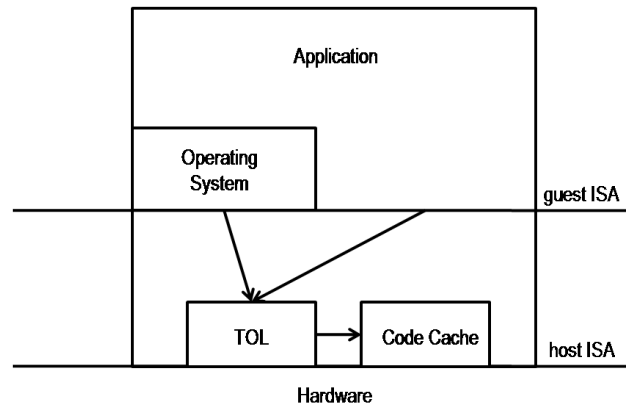 Application
Operating
System
guest ISA
TOL
Code Cache
host ISA
Hardware